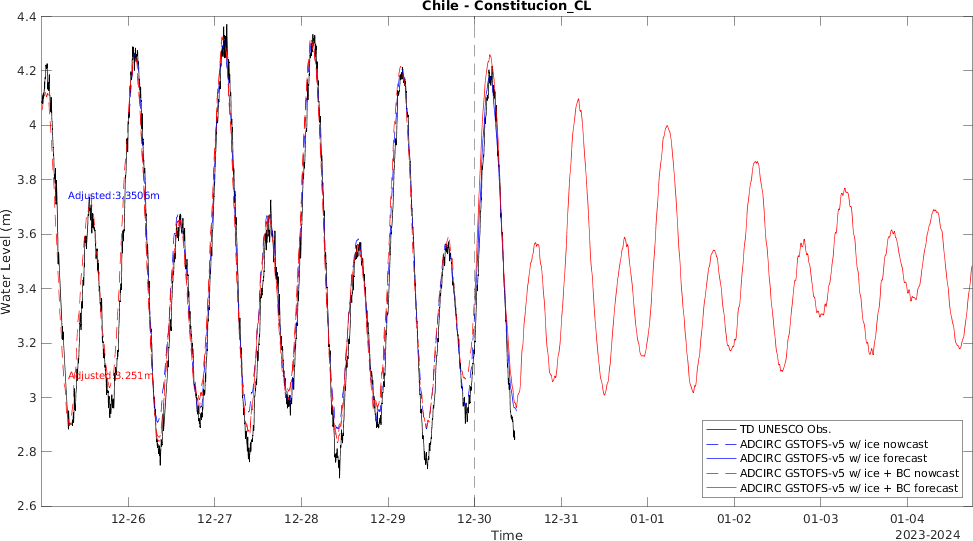 Chile - Constitucion_CL
4.4
4.2
4
3.8
3.6
3.4
3.2
3
2.8
2.6
Water Level (m)
Adjusted:3.3506m
Adjusted:3.251m
TD UNESCO Obs.
ADCIRC GSTOFS-v5 w/ ice nowcast
ADCIRC GSTOFS-v5 w/ ice forecast
ADCIRC GSTOFS-v5 w/ ice + BC nowcast
ADCIRC GSTOFS-v5 w/ ice + BC forecast
12-26 12-27 12-28 12-29 12-30 12-31 01-01 01-02 01-03 01-04
Time
2023-2024